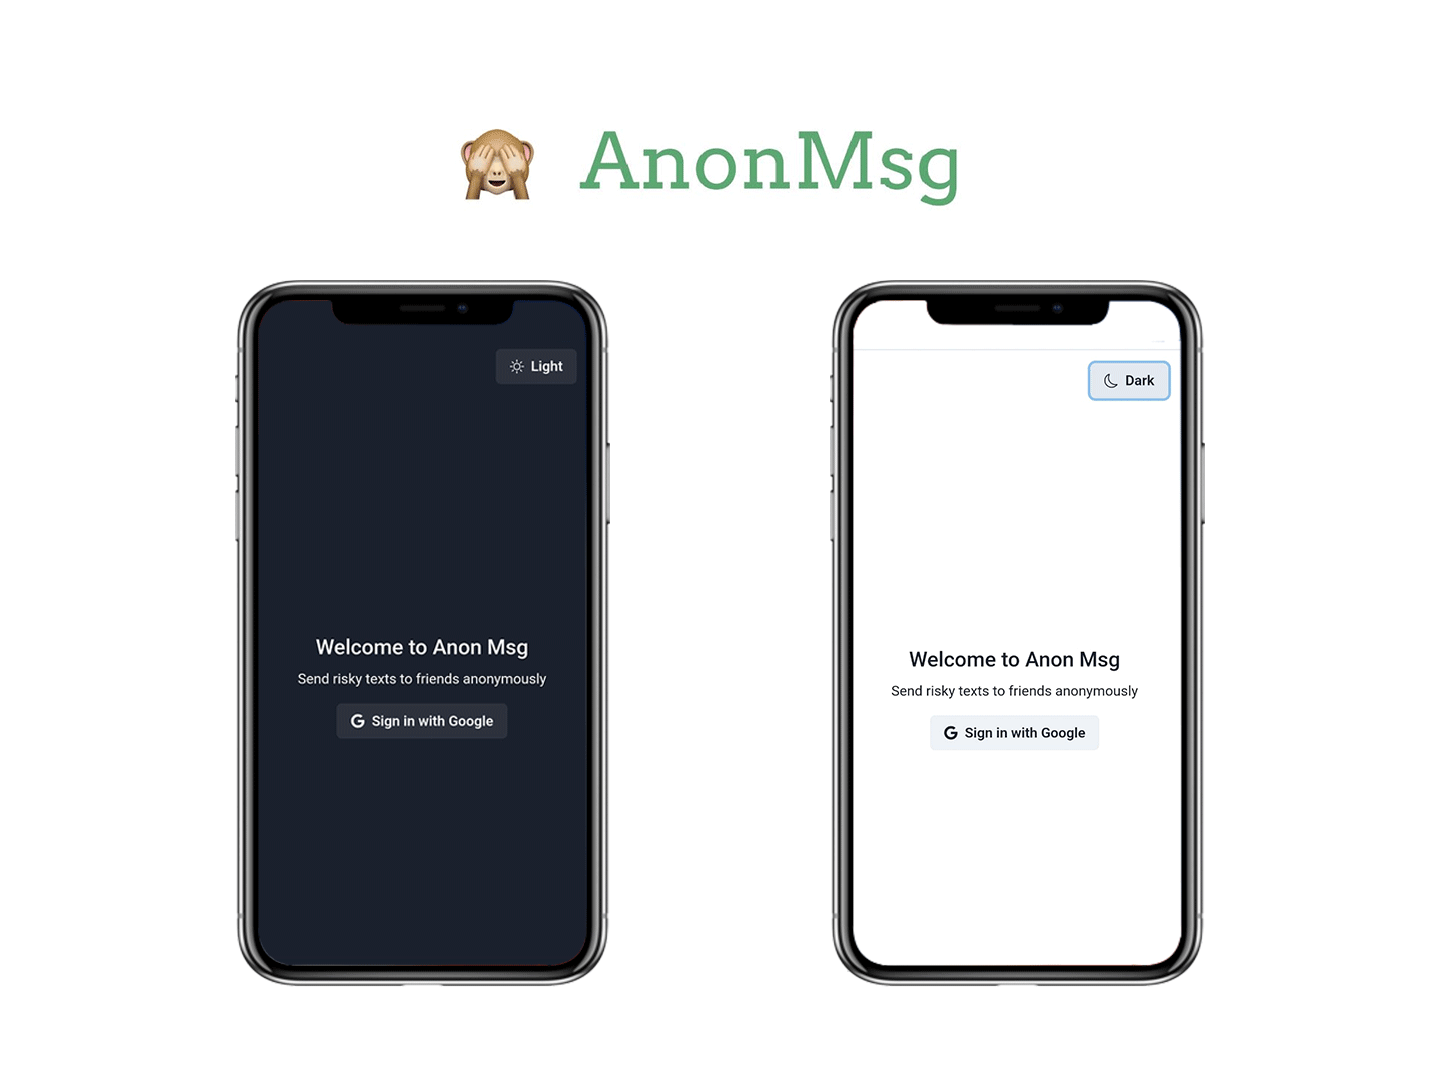 AnonMsg
Light
Welcome to Anon Msg
Send risky texts to friends anonymously
Sign in with Google
Dark
Welcome to Anon Msg
Send risky texts to friends anonymously
Sign in with Google